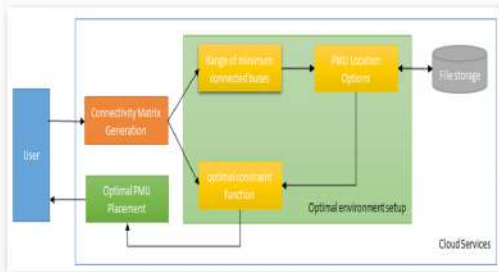 Range of minimum
connected buses
PMU Location
Options
File storage
Connectivity Matrix
Generation
User
optimal constraint
function
Optimal PMU
Placement
Optimal environment setup
Cloud Services